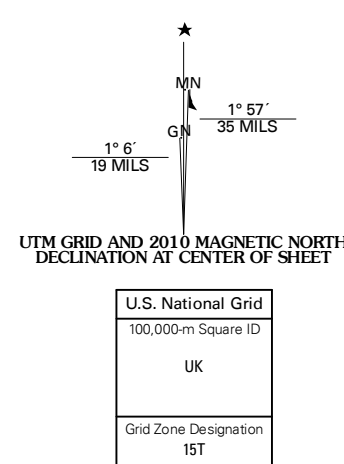 ★
MN
1° 57´
35 MILS
GN
1° 6´
19 MILS
UTM GRID AND 2010 MAGNETIC NORTH
DECLINATION AT CENTER OF SHEET
U.S. National Grid
100,000-m Square ID
UK
Grid Zone Designation
15T